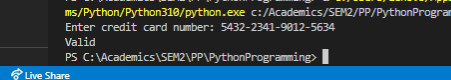 ms/Python/Python310/python.exe c:/Academics/SEM2/PP/PythonProgram
Enter credit card number: 5432-2341-9012-5634
Valid
PS C:\Academics\SEM2\PP\PythonProgramming>
Live Share